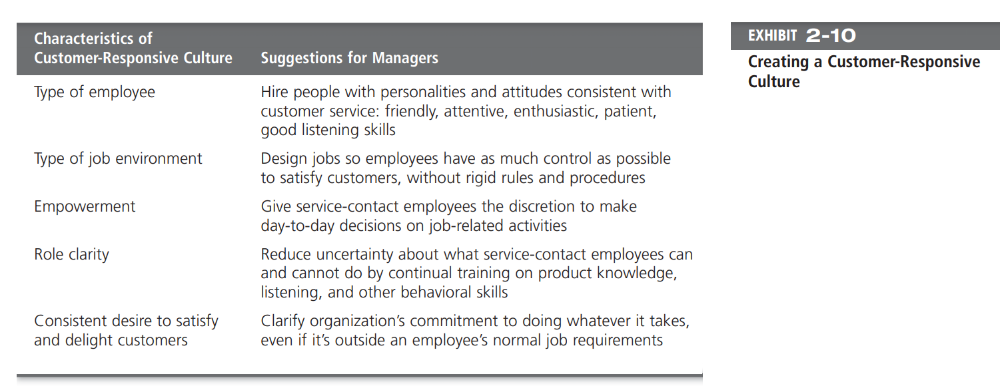 Characteristics of
Customer-Responsive Culture
Suggestions for Managers
Type of employee
Hire people with personalities and attitudes consistent with
customer service: friendly, attentive, enthusiastic, patient,
good listening skills
Type of job environment
Design jobs so employees have as much control as possible
to satisfy customers, without rigid rules and procedures
Empowerment
Give service-contact employees the discretion to make
day-to-day decisions on job-related activities
Role clarity
Reduce uncertainty about what service-contact employees can
and cannot do by continual training on product knowledge,
listening, and other behavioral skills
Consistent desire to satisfy
and delight customers
Clarify organization's commitment to doing whatever it takes,
even if it's outside an employee's normal job requirements
EXHIBIT 2-10
Creating a Customer-Responsive
Culture